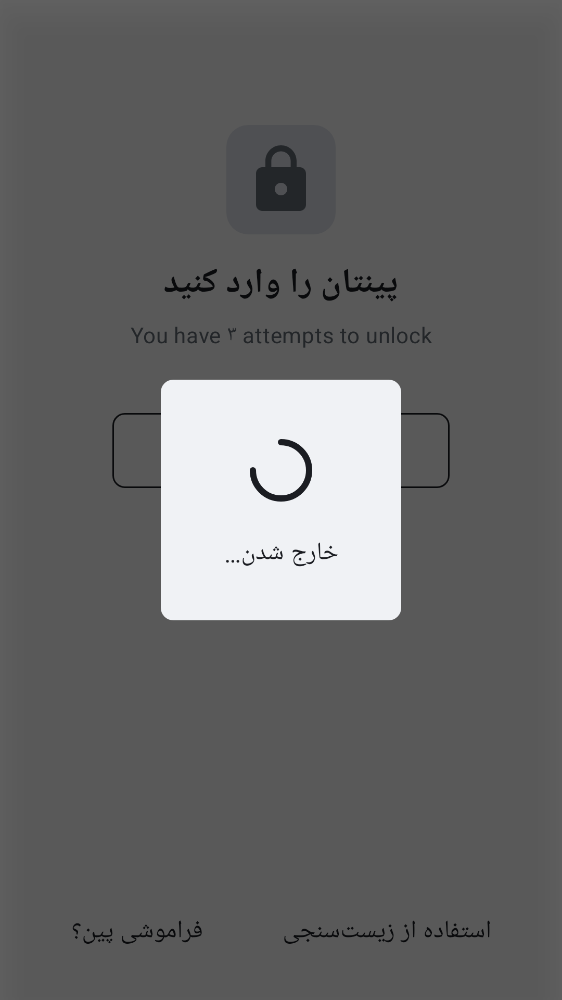 پینتان را وارد کنید
You have ۳ attempts to unlock
خارج شدن…
استفاده از زیست‌سنجی
فراموشی پین؟